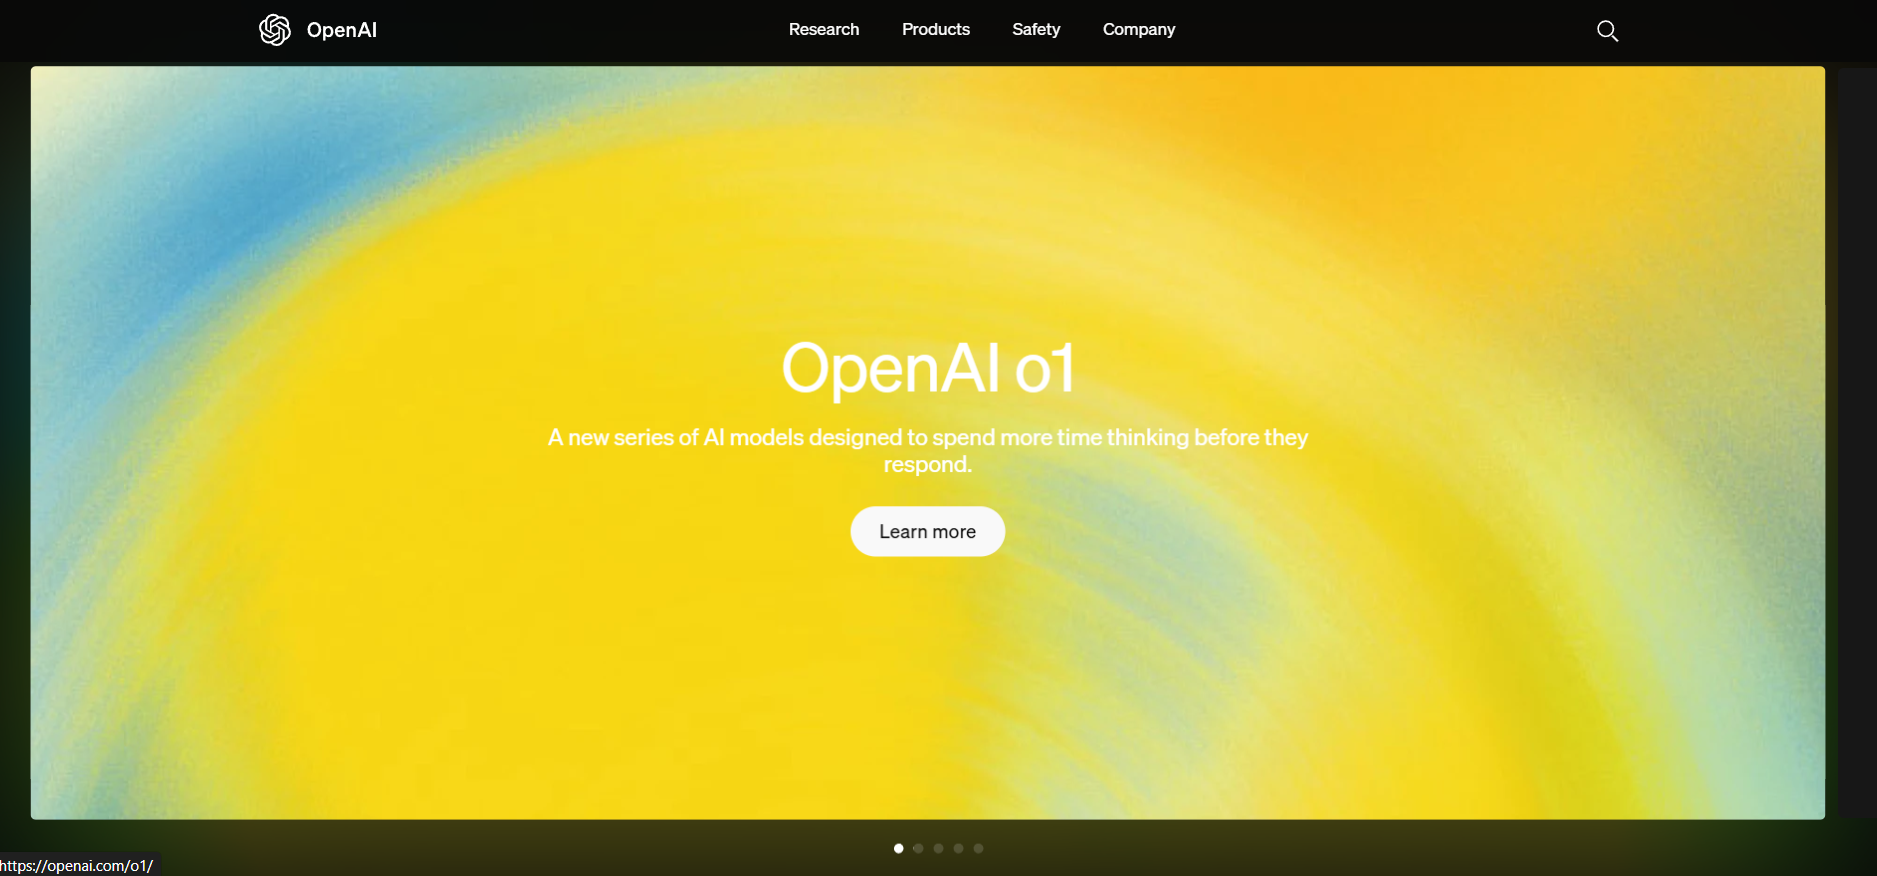 OpenAI
Research Products Safety Company
OpenAI o1
A new series of AI models designed to spend more time thinking before they
respond.
Learn more
https://openai.com/o1/